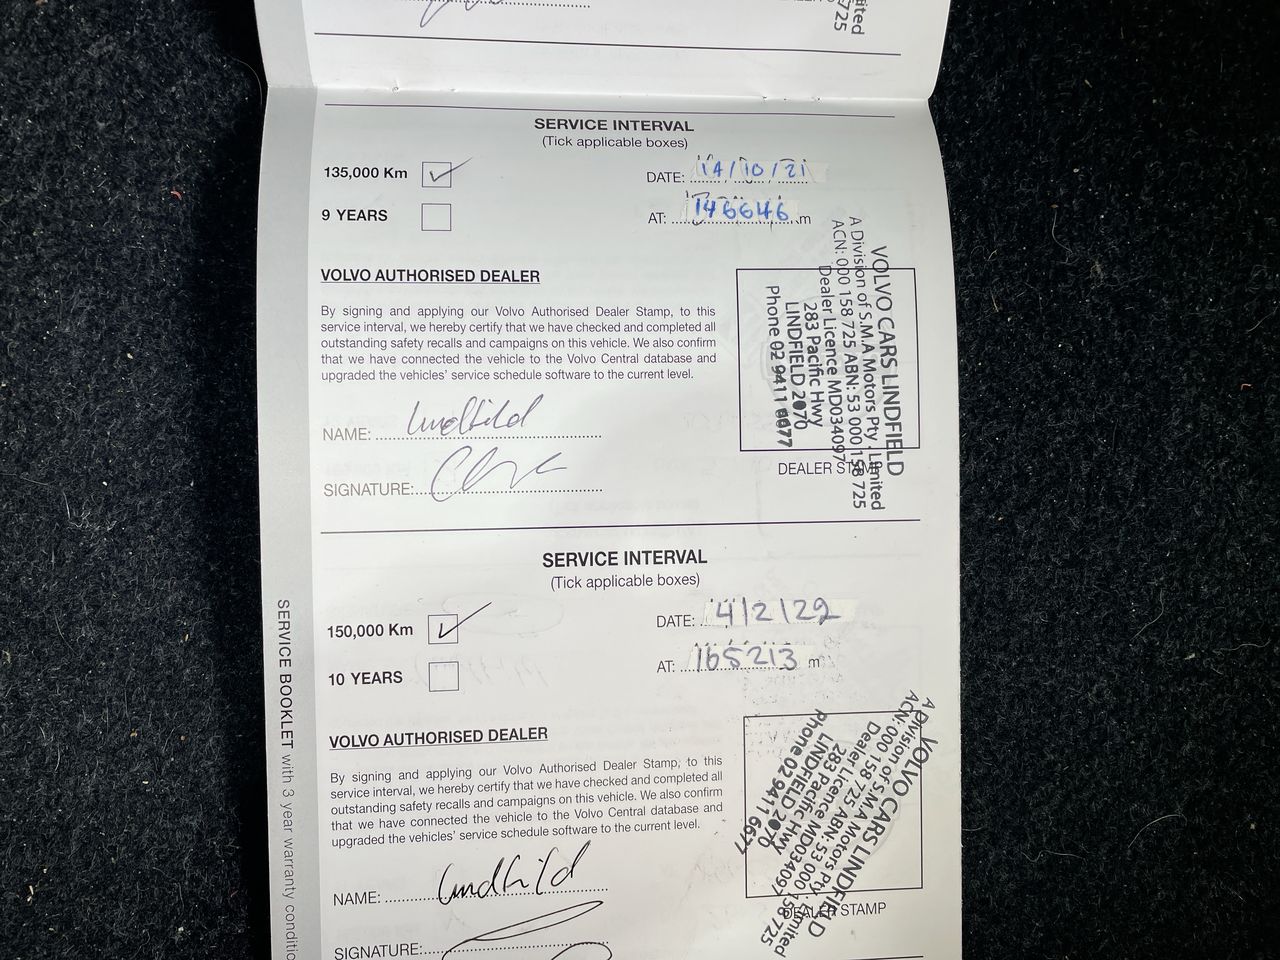 mited
725
SERVICE INTERVAL
(Tick applicable boxes)
135,000 Km
DATE: 14/10/21
9 YEARS
AT: 146646 m
VOLVO AUTHORISED DEALER
By signing and applying our Volvo Authorised Dealer Stamp, to this
service interval, we hereby certify that we have checked and completed all
outstanding safety recalls and campaigns on this vehicle. We also confirm
that we have connected the vehicle to the Volvo Central database and
upgraded the vehicles' service schedule software to the current level.
VOLVO CARS LINDFIELD
A Division of S.M.A Motors Pty. Limited
ACN: 000 158 725 ABN: 53 000 158 725
Dealer Licence MD034097
283 Pacific Hwy
LINDFIELD 2070
Phone 02 9411
DEALER STAMP
NAME: Lindfield
SIGNATURE:
SERVICE INTERVAL
(Tick applicable boxes)
150,000 Km
DATE: 4/2/22
10 YEARS
AT: 165213 m
VOLVO AUTHORISED DEALER
By signing and applying our Volvo Authorised Dealer Stamp, to this
service interval, we hereby certify that we have checked and completed all
outstanding safety recalls and campaigns on this vehicle. We also confirm
that we have connected the vehicle to the Volvo Central database and
upgraded the vehicles' service schedule software to the current level.
VOLVO CARS LINDFIELD
A Division of S.M.A Motors Pty. Limited
ACN: 000 158 725 ABN: 53 000 158 725
Dealer Licence MD034097
283 Pacific Hwy
LINDFIELD 2070
Phone 02 9411 6677
DEALER STAMP
NAME: Lindfield
SIGNATURE:
SERVICE BOOKLET with 3 year warranty conditio